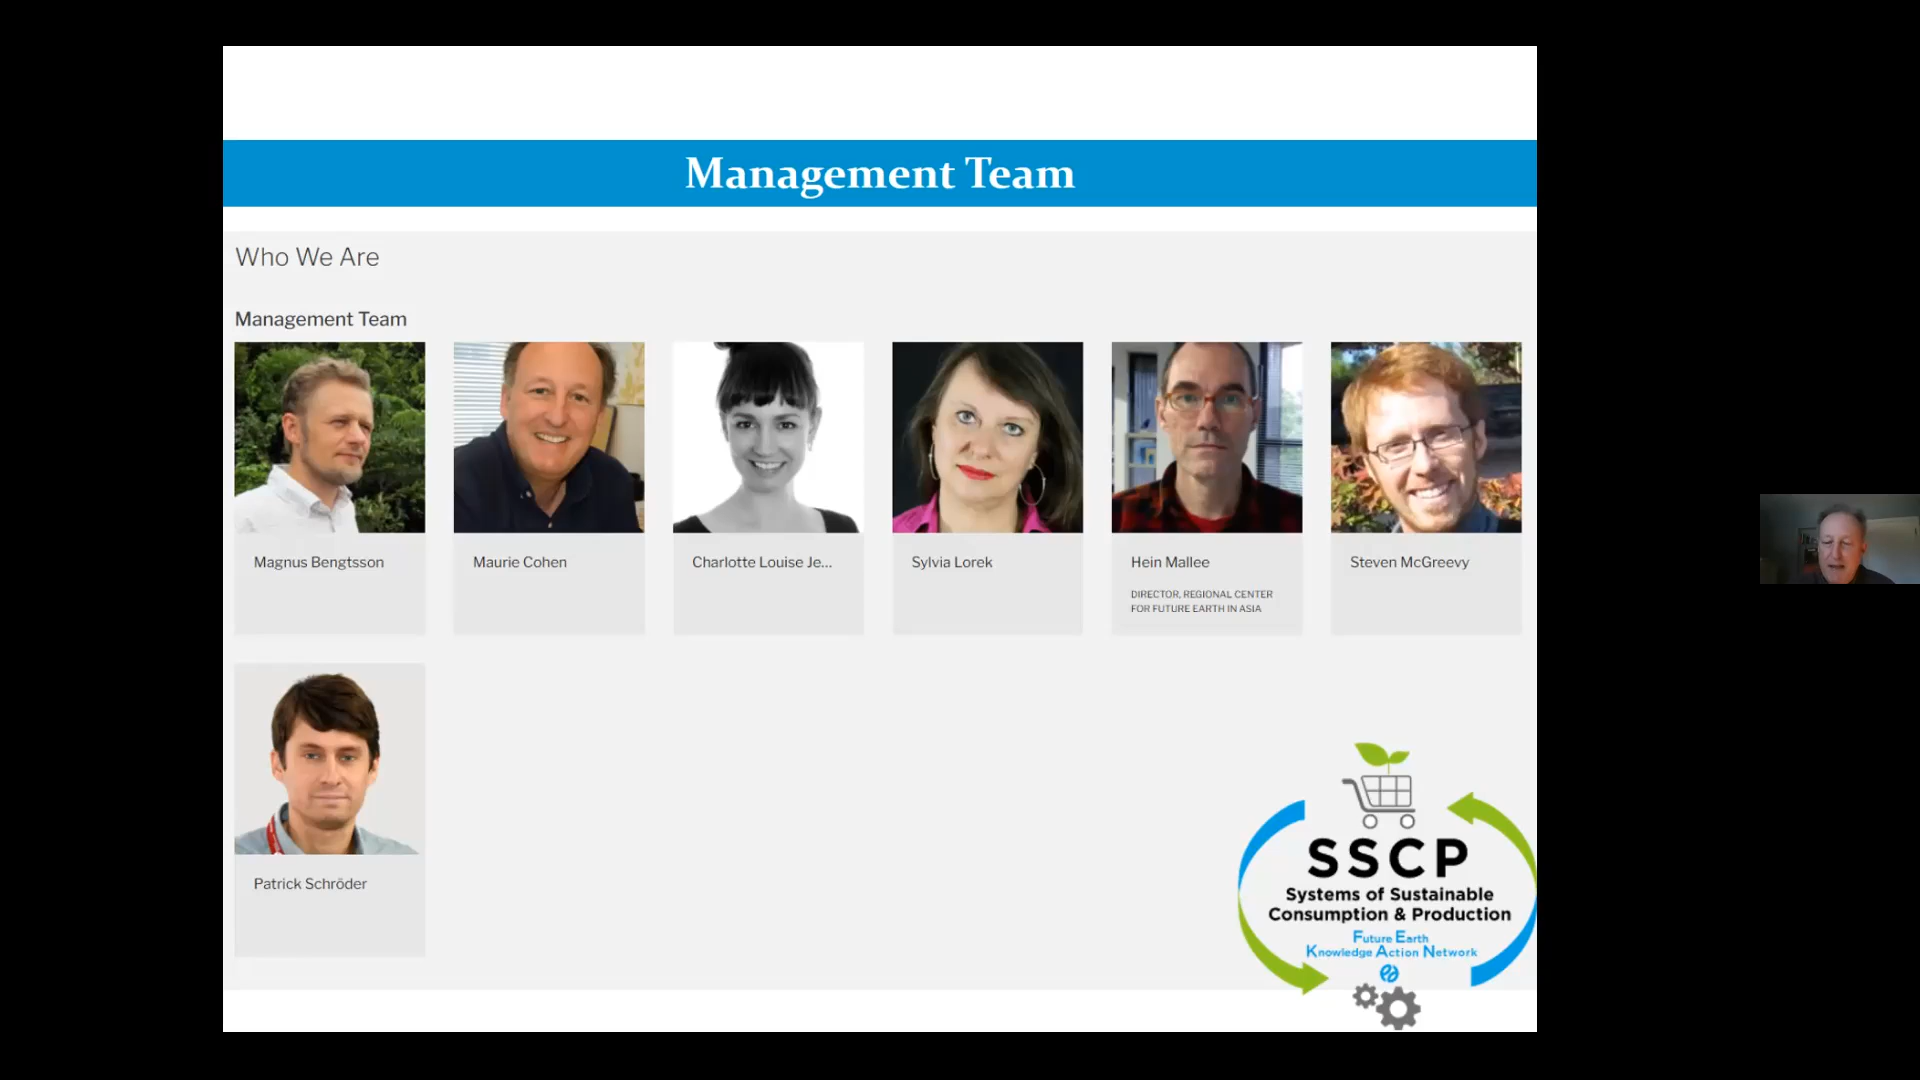 Management Team
Who We Are
Management Team
Magnus Bengtsson
Maurie Cohen
Charlotte Louise Je...
Sylvia Lorek
Hein Mallee
DIRECTOR, REGIONAL CENTER
FOR FUTURE EARTH IN ASIA
Steven McGreevy
Patrick Schröder
SSCP
Systems of Sustainable
Consumption & Production
Future Earth
Knowledge Action Network